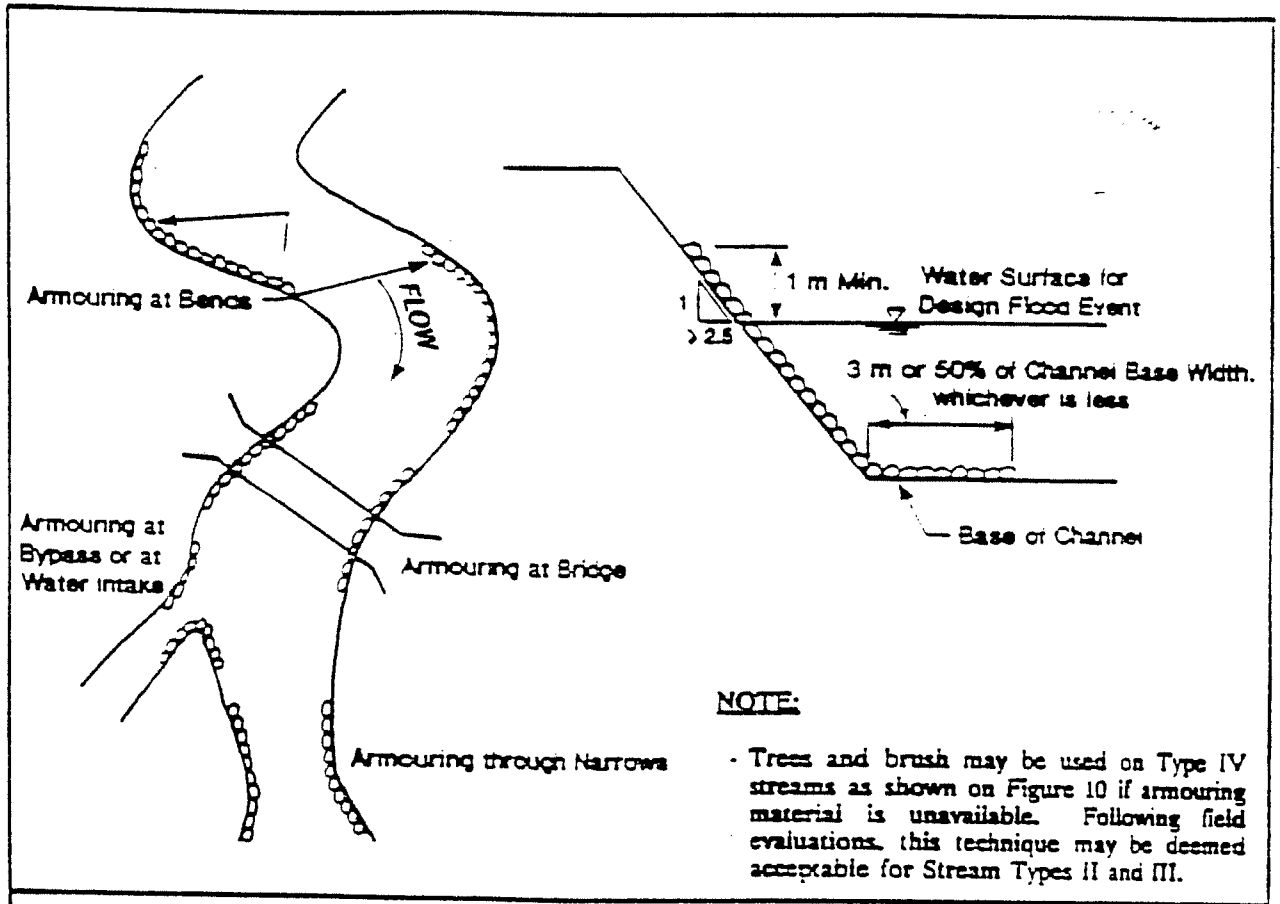 Armouring at Bends
FLOW
Armouring at
Bypass or at
Water Intake
Armouring at Bridge
Armouring through Narrows
1 m Min.
1
> 2.5
Water Surface for
Design Flood Event
3 m or 50% of Channel Base Width,
whichever is less
Base of Channel
NOTE:
- Trees and brush may be used on Type IV
streams as shown on Figure 10 if armouring
material is unavailable. Following field
evaluations, this technique may be deemed
acceptable for Stream Types II and III.